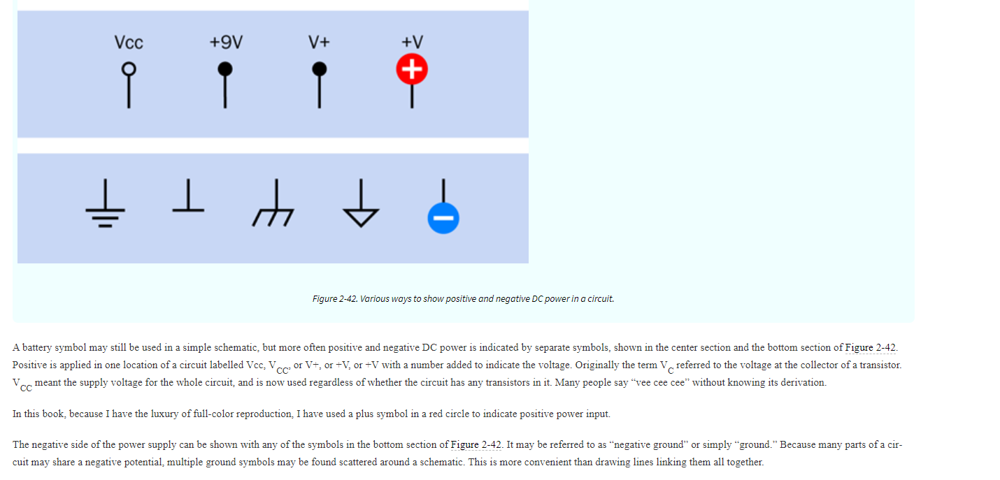 Vcc +9V V+ +V
Figure 2-42. Various ways to show positive and negative DC power in a circuit.
A battery symbol may still be used in a simple schematic, but more often positive and negative DC power is indicated by separate symbols, shown in the center section and the bottom section of Figure 2-42.
Positive is applied in one location of a circuit labelled Vcc, VCC, or V+, or +V, or +V with a number added to indicate the voltage. Originally the term VC referred to the voltage at the collector of a transistor.
VCC meant the supply voltage for the whole circuit, and is now used regardless of whether the circuit has any transistors in it. Many people say “vee cee cee” without knowing its derivation.
In this book, because I have the luxury of full-color reproduction, I have used a plus symbol in a red circle to indicate positive power input.
The negative side of the power supply can be shown with any of the symbols in the bottom section of Figure 2-42. It may be referred to as “negative ground” or simply “ground.” Because many parts of a cir-
cuit may share a negative potential, multiple ground symbols may be found scattered around a schematic. This is more convenient than drawing lines linking them all together.